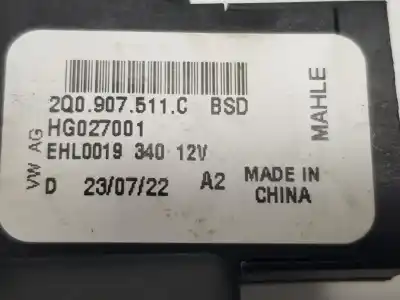 2Q0.907.511.C BSD
HG027001
EHL0019 340 12V
D 23/07/22 A2 MADE IN
CHINA
VW AG
MAHLE